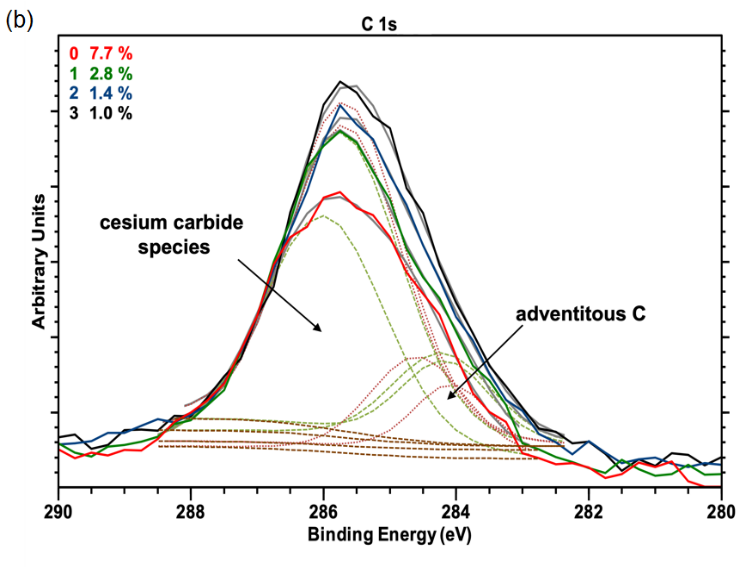 (b)
C 1s
0 7.7 %
1 2.8 %
2 1.4 %
3 1.0 %
cesium carbide
species
adventitous C
Arbitrary Units
290 288 286 284 282 280
Binding Energy (eV)